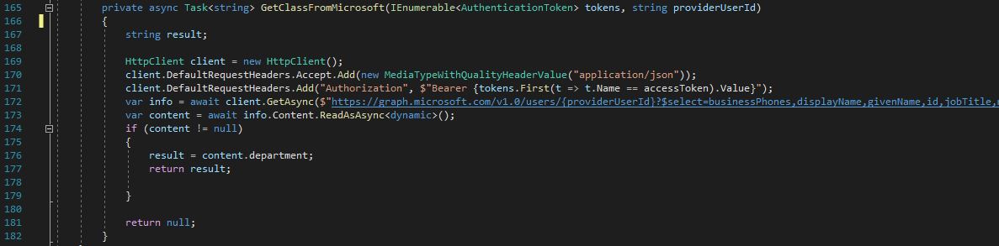 165 private async Task<string> GetClassFromMicrosoft(IEnumerable<AuthenticationToken> tokens, string providerUserId)
166 {
167 string result;
168
169 HttpClient client = new HttpClient();
170 client.DefaultRequestHeaders.Accept.Add(new MediaTypeWithQualityHeaderValue("application/json"));
171 client.DefaultRequestHeaders.Add("Authorization", $"Bearer {tokens.First(t => t.Name == accessToken).Value}");
172 var info = await client.GetAsync($"https://graph.microsoft.com/v1.0/users/{providerUserId}?$select=businessPhones,displayName,givenName,id,jobTitle,
173 var content = await info.Content.ReadAsAsync<dynamic>();
174 if (content != null)
175 {
176 result = content.department;
177 return result;
178
179 }
180
181 return null;
182 }